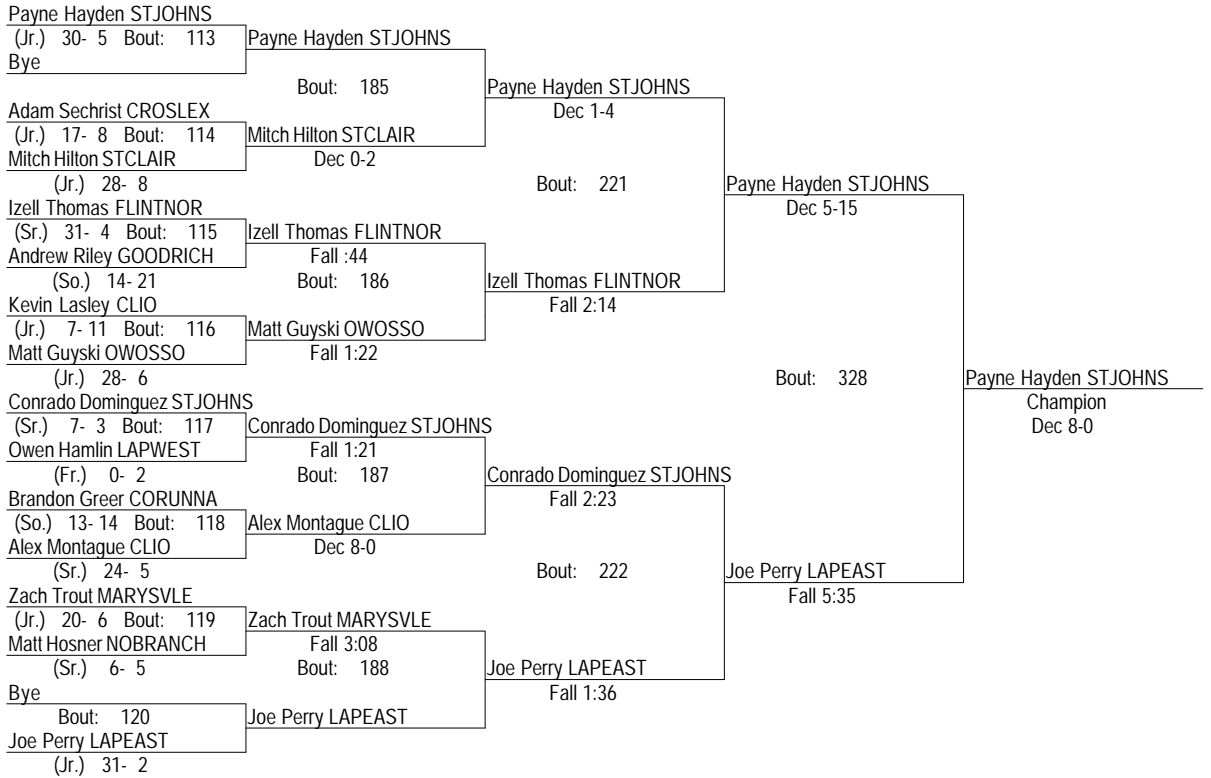 Payne Hayden STJOHNS
(Jr.) 30- 5 Bout: 113 Payne Hayden STJOHNS
Bye
Bout: 185 Payne Hayden STJOHNS
Adam Sechrist CROSLEX Dec 1-4
(Jr.) 17- 8 Bout: 114 Mitch Hilton STCLAIR
Mitch Hilton STCLAIR Dec 0-2
(Jr.) 28- 8 Bout: 221 Payne Hayden STJOHNS
Izell Thomas FLINTNOR Dec 5-15
(Sr.) 31- 4 Bout: 115 Izell Thomas FLINTNOR
Andrew Riley GOODRICH Fall :44
(So.) 14- 21 Bout: 186 Izell Thomas FLINTNOR
Kevin Lasley CLIO Fall 2:14
(Jr.) 7- 11 Bout: 116 Matt Guyski OWOSSO
Matt Guyski OWOSSO Fall 1:22
(Jr.) 28- 6 Bout: 328 Payne Hayden STJOHNS
Conrado Dominguez STJOHNS Champion
(Sr.) 7- 3 Bout: 117 Conrado Dominguez STJOHNS Dec 8-0
Owen Hamlin LAPWEST Fall 1:21
(Fr.) 0- 2 Bout: 187 Conrado Dominguez STJOHNS
Brandon Greer CORUNNA Fall 2:23
(So.) 13- 14 Bout: 118 Alex Montague CLIO
Alex Montague CLIO Dec 8-0
(Sr.) 24- 5 Bout: 222 Joe Perry LAPEAST
Zach Trout MARYSVLE Fall 5:35
(Jr.) 20- 6 Bout: 119 Zach Trout MARYSVLE
Matt Hosner NOBRANCH Fall 3:08
(Sr.) 6- 5 Bout: 188 Joe Perry LAPEAST
Bye Fall 1:36
Bout: 120 Joe Perry LAPEAST
Joe Perry LAPEAST
(Jr.) 31- 2